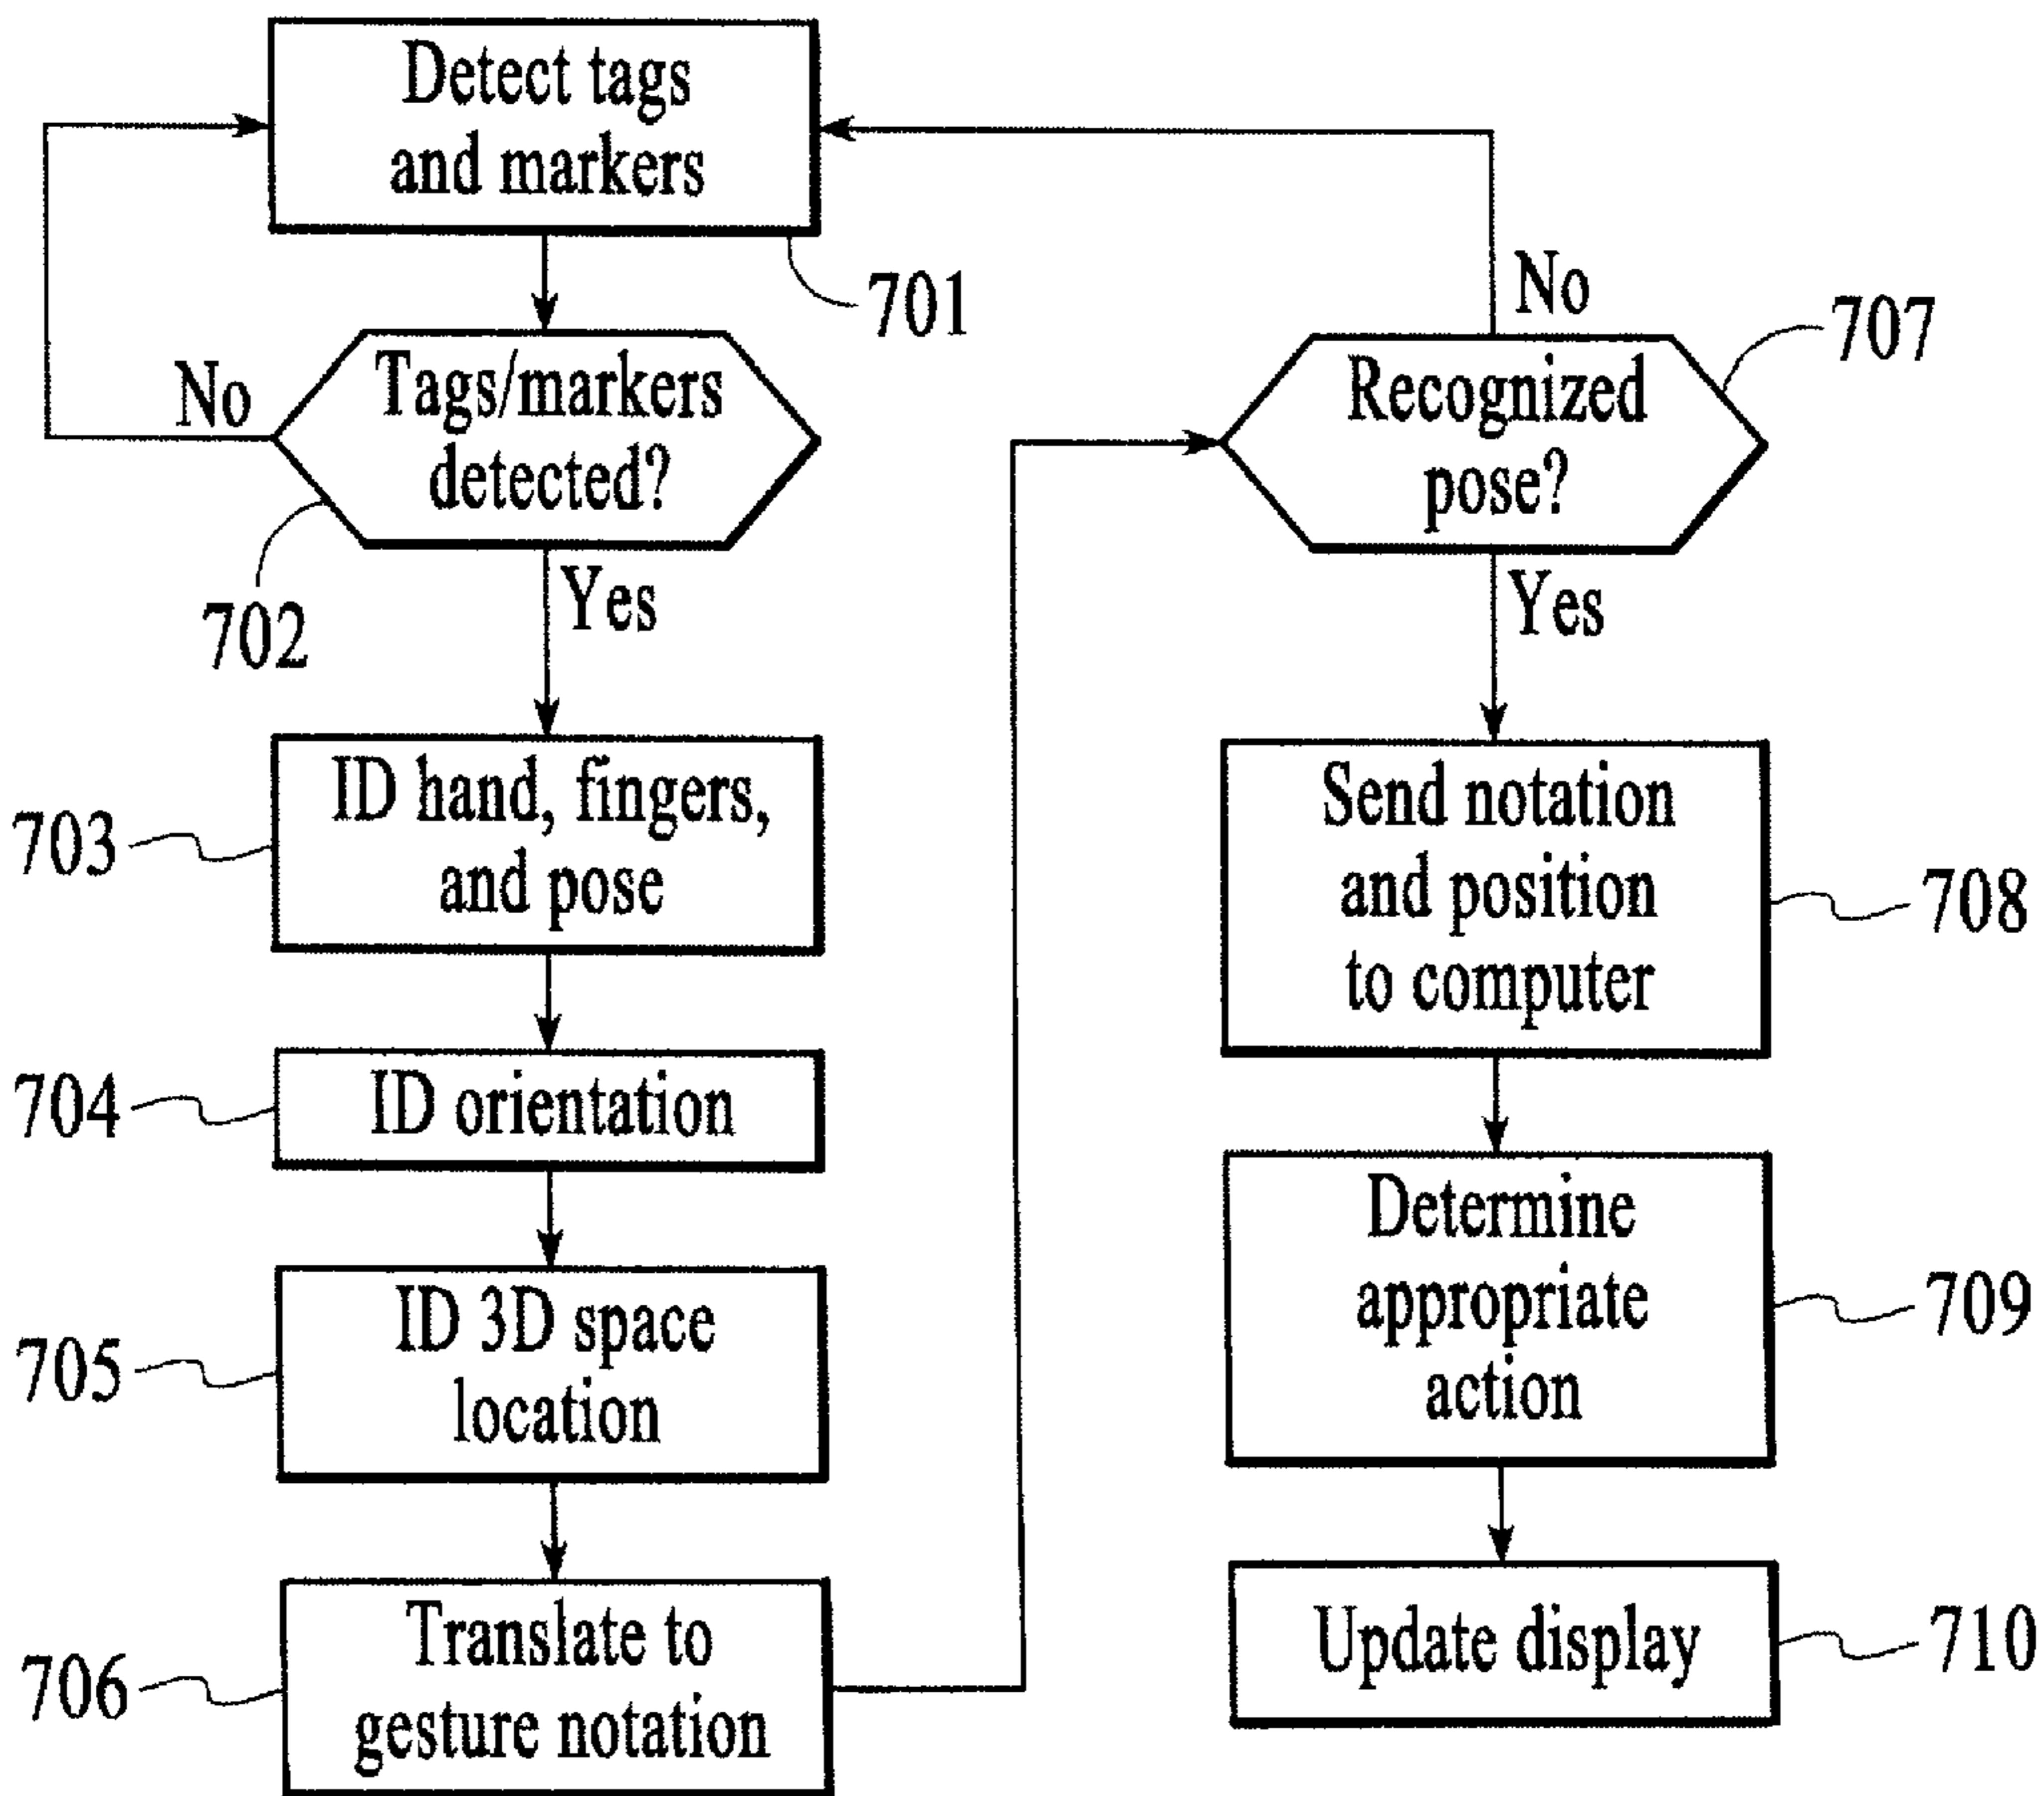 Detect tags
and markers
701
Tags/markers
detected?
No
702
Yes
ID hand, fingers,
and pose
703
ID orientation
704
ID 3D space
location
705
Translate to
gesture notation
706
Recognized
pose?
No
707
Yes
Send notation
and position
to computer
708
Determine
appropriate
action
709
Update display
710